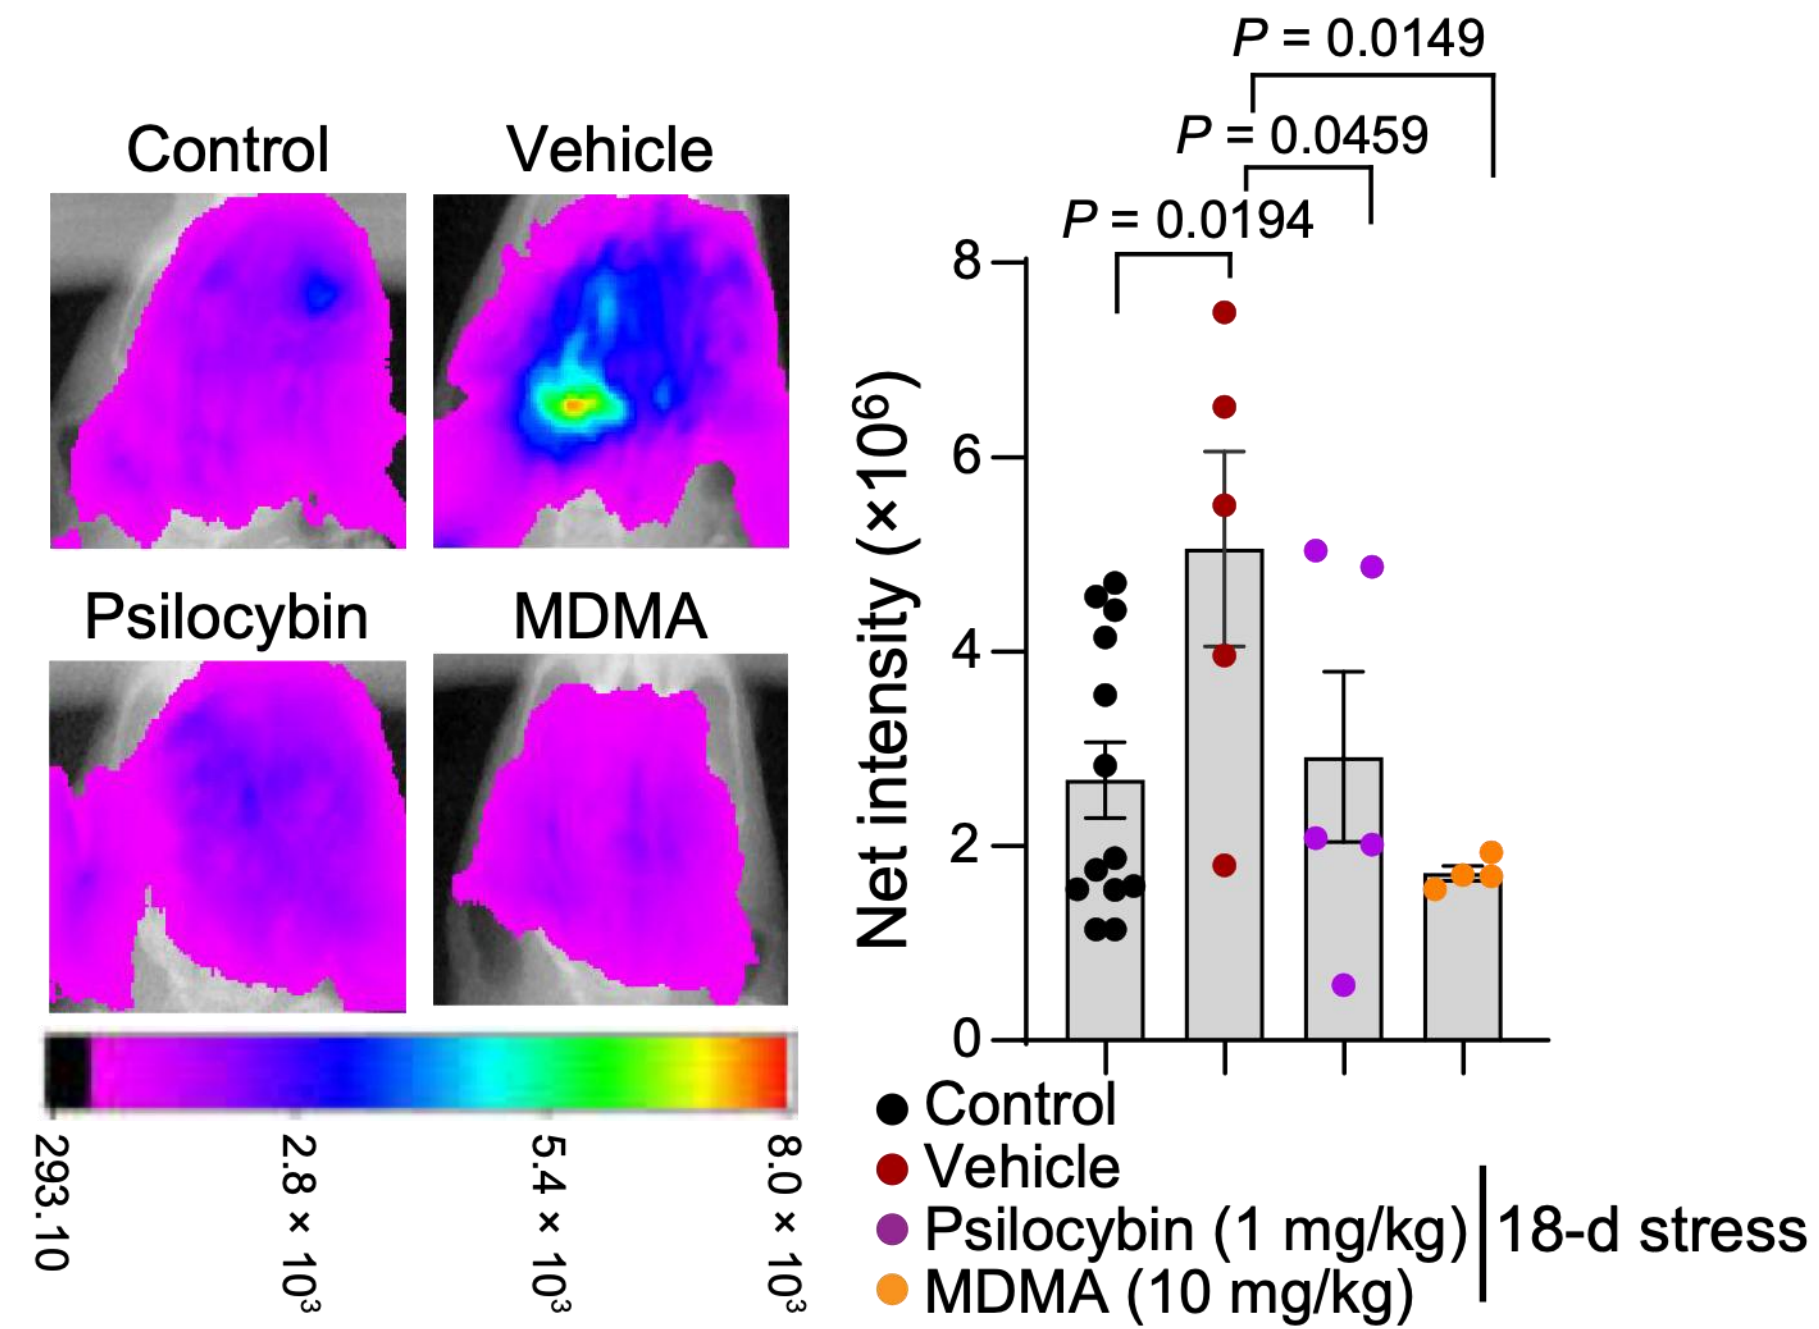 Control
Vehicle
Psilocybin
MDMA
293.10
2.8 × 10³
5.4 × 10³
8.0 × 10³
P = 0.0149
P = 0.0459
P = 0.0194
Net intensity (×10⁶)
8
6
4
2
0
Control
Vehicle
Psilocybin (1 mg/kg)
MDMA (10 mg/kg)
18-d stress